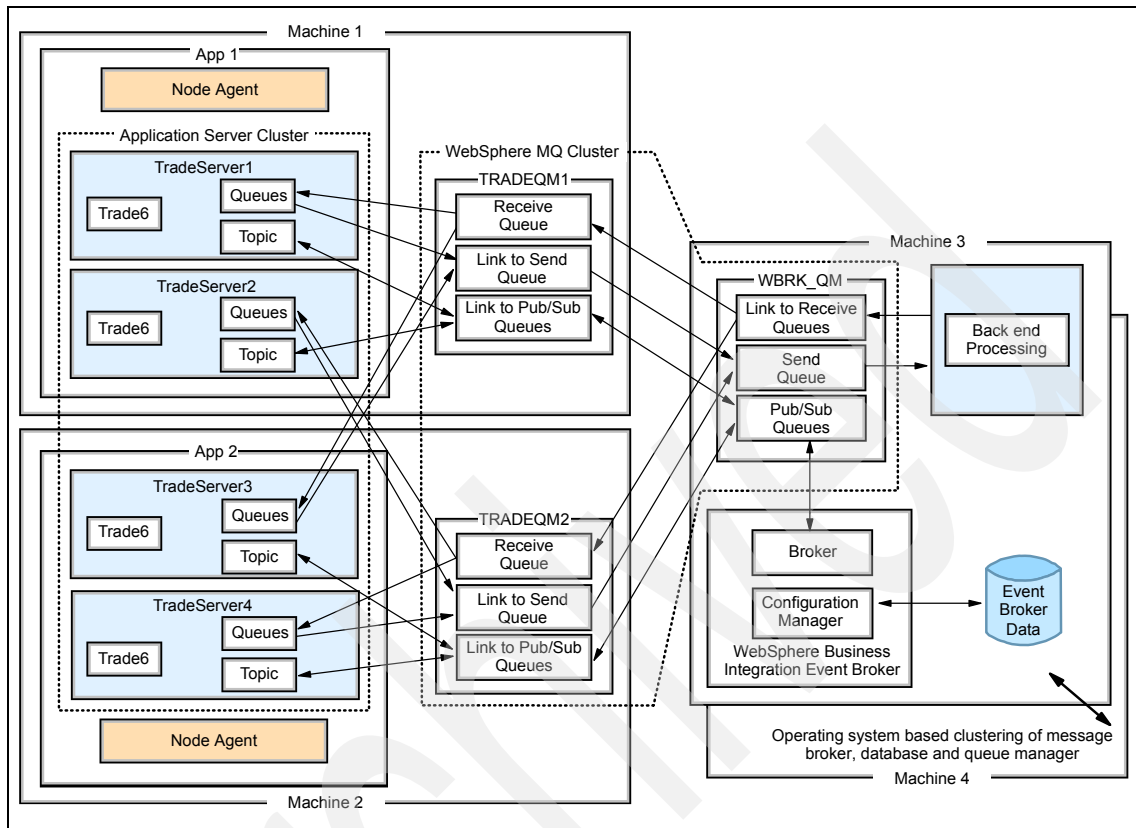 Machine 1
App 1
Node Agent
Application Server Cluster
TradeServer1
Trade6
Queues
Topic
TradeServer2
Trade6
Queues
Topic
WebSphere MQ Cluster
TRADEQM1
Receive
Queue
Link to Send
Queue
Link to Pub/Sub
Queues
Machine 3
WBRK_QM
Link to Receive
Queues
Send
Queue
Pub/Sub
Queues
Back end
Processing
App 2
TradeServer3
Trade6
Queues
Topic
TradeServer4
Trade6
Queues
Topic
Node Agent
Machine 2
TRADEQM2
Receive
Queue
Link to Send
Queue
Link to Pub/Sub
Queues
Broker
Configuration
Manager
WebSphere Business
Integration Event Broker
Event
Broker
Data
Operating system based clustering of message
broker, database and queue manager
Machine 4